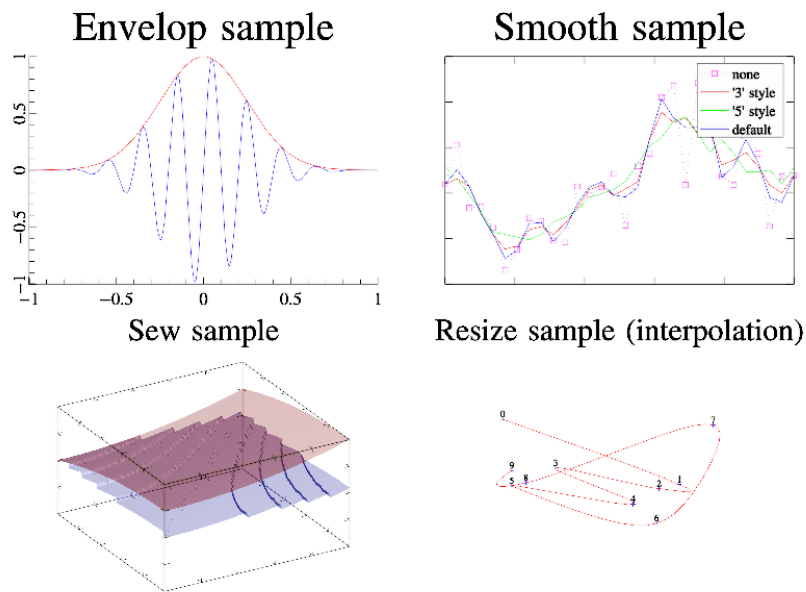 Envelop sample
Smooth sample
1
0.5
0
−0.5
−1
−1
−0.5
0
0.5
1
none
'3' style
'5' style
default
Sew sample
Resize sample (interpolation)
0
7
9
3
5
8
1
2
4
6